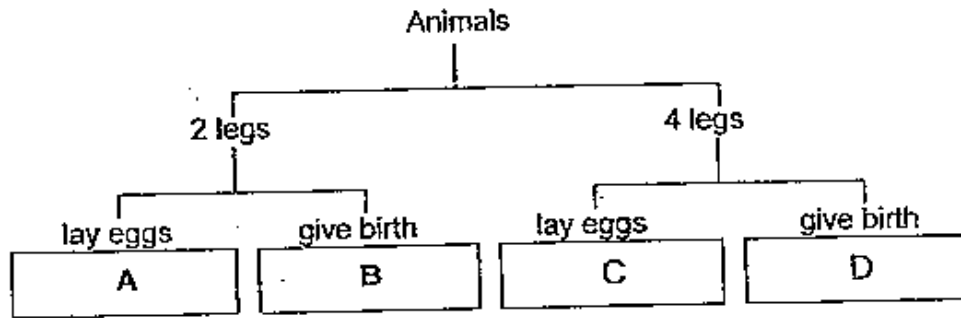 Animals
2 legs
4 legs
lay eggs
give birth
lay eggs
give birth
A
B
C
D